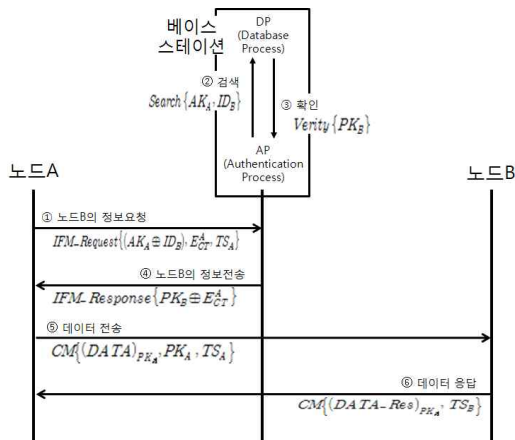 베이스
스테이션
DP
(Database
Process)
② 검색
Search{AK_A, ID_B}
③ 확인
Verity{PK_B}
AP
(Authentication
Process)
노드A
노드B
① 노드B의 정보요청
IFM_Request{(AK_A⊕ID_B), E^A_CT, TS_A}
④ 노드B의 정보전송
IFM_Response{PK_B⊕E^A_CT}
⑤ 데이터 전송
CM{(DATA)_PK_A, PK_A, TS_A}
⑥ 데이터 응답
CM{(DATA_Res)_PK_A, TS_B}